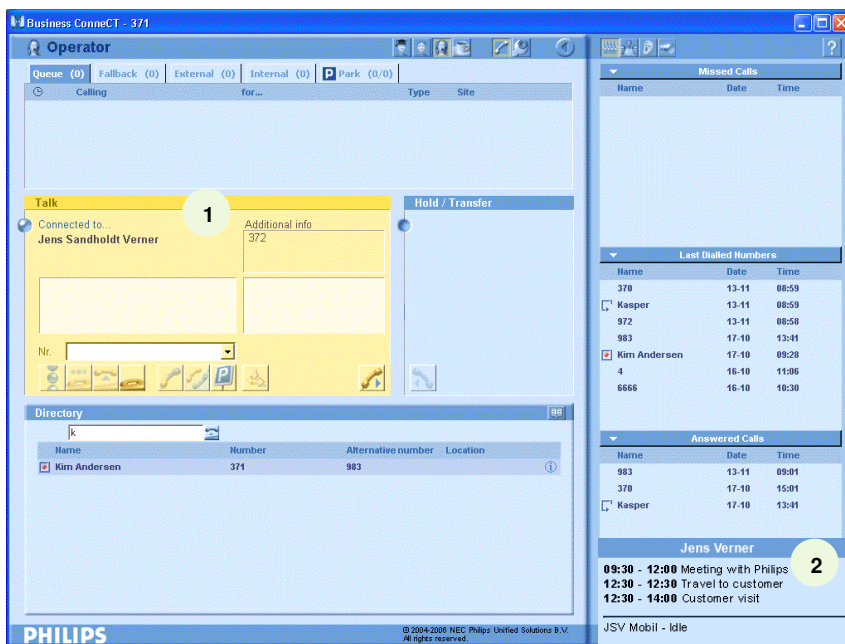 Business ConneCT - 371
Operator
?
Queue (0) Fallback (0) External (0) Internal (0) P Park (0/0)
Calling for... Type Site
Talk
1
Connected to...
Jens Sandholdt Verner
Additional info
372
Nr.
P
Hold / Transfer
Directory
k
Name Number Alternative number Location
Kim Andersen 371 983
PHILIPS
© 2004-2006 NEC Philips Unified Solutions B.V.
All rights reserved.
Missed Calls
Name Date Time
Last Dialled Numbers
Name Date Time
370 13-11 08:59
Kasper 13-11 08:59
972 13-11 08:58
983 17-10 13:41
Kim Andersen 17-10 09:28
4 16-10 11:06
6666 16-10 10:30
Answered Calls
Name Date Time
983 13-11 09:01
370 17-10 15:01
Kasper 17-10 13:41
Jens Verner
2
09:30 - 12:00 Meeting with Philips
12:30 - 12:30 Travel to customer
12:30 - 14:00 Customer visit
JSV Mobil - Idle